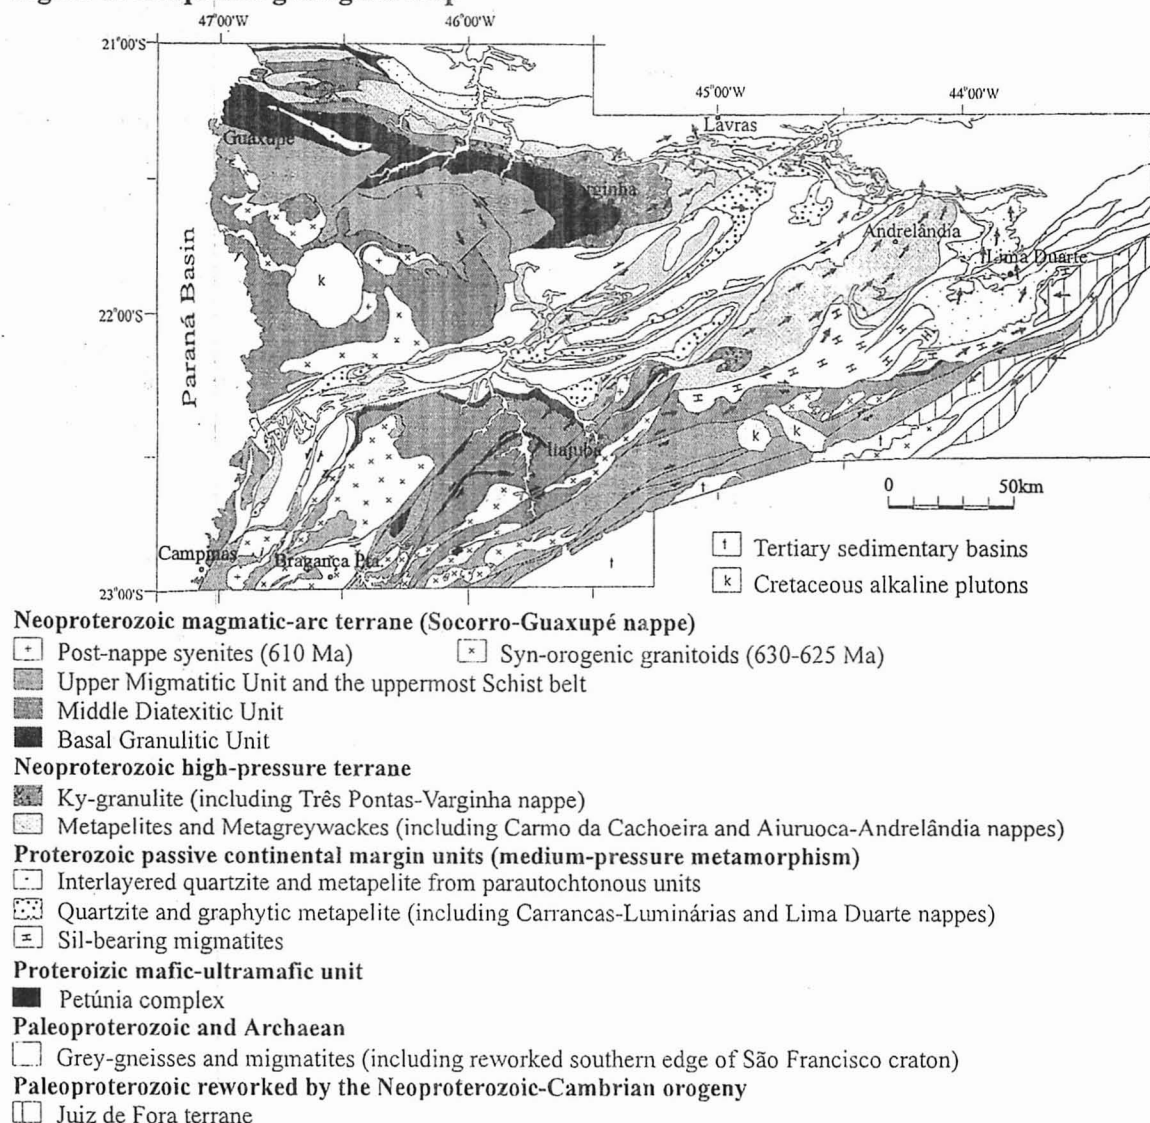 47°00'W
46°00'W
21°00'S
45°00'W
44°00'W
Lavras
Guaxupé
Varginha
Andrelândia
Lima Duarte
Paraná Basin
k
22°00'S
Itajubá
k
k
0 50km
Campinas
Bragança Pta.
23°00'S
t Tertiary sedimentary basins
k Cretaceous alkaline plutons
Neoproterozoic magmatic-arc terrane (Socorro-Guaxupé nappe)
+ Post-nappe syenites (610 Ma) x Syn-orogenic granitoids (630-625 Ma)
Upper Migmatitic Unit and the uppermost Schist belt
Middle Diatexitic Unit
Basal Granulitic Unit
Neoproterozoic high-pressure terrane
Ky-granulite (including Três Pontas-Varginha nappe)
Metapelites and Metagreywackes (including Carmo da Cachoeira and Aiuruoca-Andrelândia nappes)
Proterozoic passive continental margin units (medium-pressure metamorphism)
Interlayered quartzite and metapelite from parautochtonous units
Quartzite and graphytic metapelite (including Carrancas-Luminárias and Lima Duarte nappes)
Sil-bearing migmatites
Proteroizic mafic-ultramafic unit
Petúnia complex
Paleoproterozoic and Archaean
Grey-gneisses and migmatites (including reworked southern edge of São Francisco craton)
Paleoproterozoic reworked by the Neoproterozoic-Cambrian orogeny
Juiz de Fora terrane